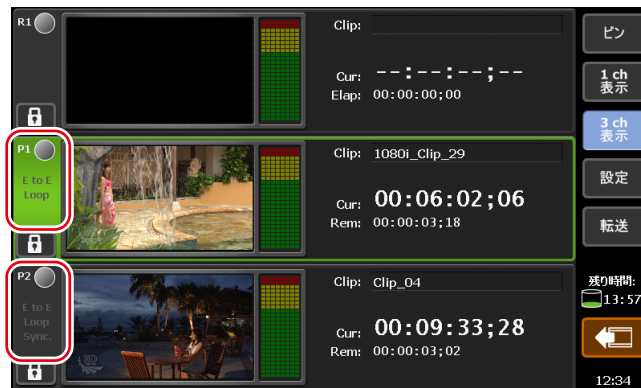 R1
Clip:
Cur: --:--:--;--
Elap: 00:00:00;00
P1
E to E
Loop
Clip: 1080i_Clip_29
Cur: 00:06:02;06
Rem: 00:00:03;18
P2
E to E
Loop
Sync.
Clip: Clip_04
Cur: 00:09:33;28
Rem: 00:00:03;02
ピン
1 ch
表示
3 ch
表示
設定
転送
残り時間:
13:57
12:34